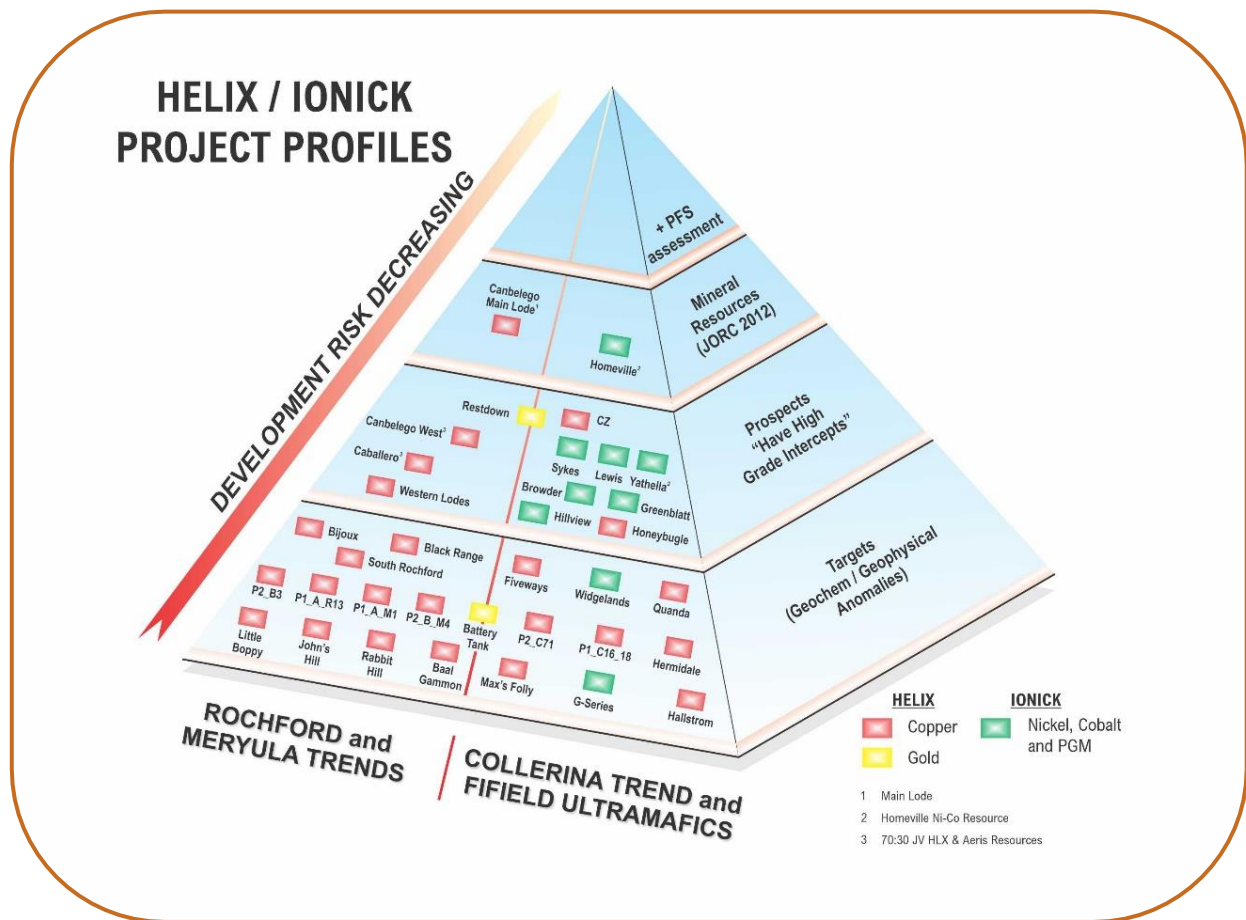 HELIX / IONICK
PROJECT PROFILES
DEVELOPMENT RISK DECREASING
+ PFS
assessment
Canbelego
Main Lode¹
Homeville²
Mineral
Resources
(JORC 2012)
Restdown
CZ
Canbelego West³
Caballero³
Western Lodes
Sykes
Lewis
Yathella²
Browder
Greenblatt
Hillview
Honeybugle
Prospects
“Have High
Grade Intercepts”
Bijoux
Black Range
South Rochford
Fiveways
Widgelands
Quanda
P2_B3
P1_A_R13
P1_A_M1
P2_B_M4
Battery
Tank
P2_C71
P1_C16_18
Hermidale
Little
Boppy
John's
Hill
Rabbit
Hill
Baal
Gammon
Max's Folly
G-Series
Hallstrom
Targets
(Geochem / Geophysical
Anomalies)
ROCHFORD and
MERYULA TRENDS
COLLERINA TREND and
FIFIELD ULTRAMAFICS
HELIX
Copper
Gold
IONICK
Nickel, Cobalt
and PGM
1 Main Lode
2 Homeville Ni-Co Resource
3 70:30 JV HLX & Aeris Resources